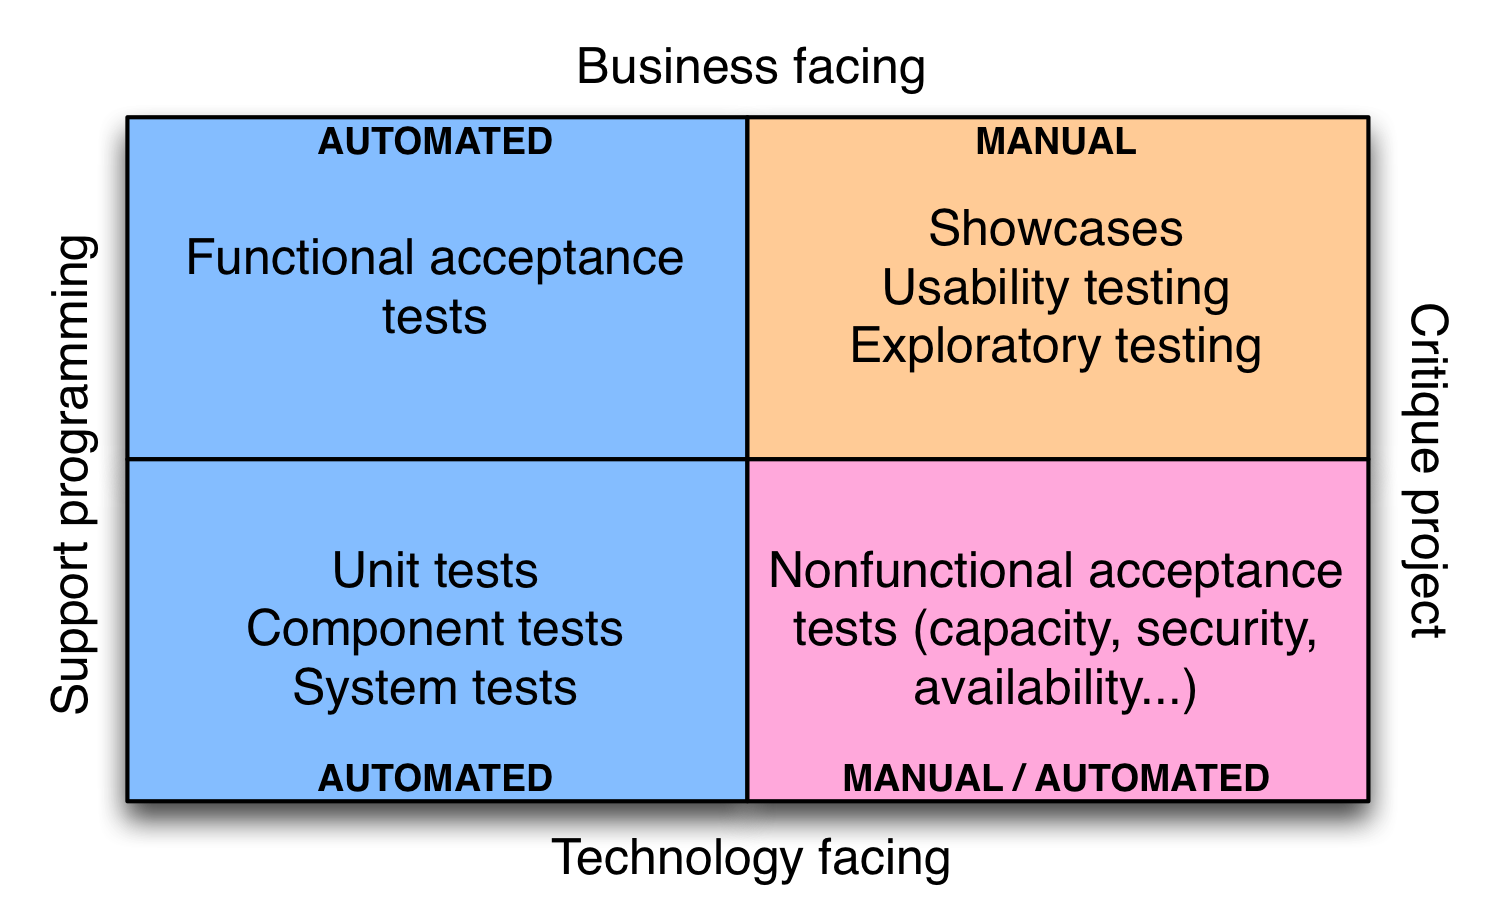 Business facing
AUTOMATED
Functional acceptance
tests
MANUAL
Showcases
Usability testing
Exploratory testing
Support programming
Critique project
Unit tests
Component tests
System tests
AUTOMATED
Nonfunctional acceptance
tests (capacity, security,
availability...)
MANUAL / AUTOMATED
Technology facing